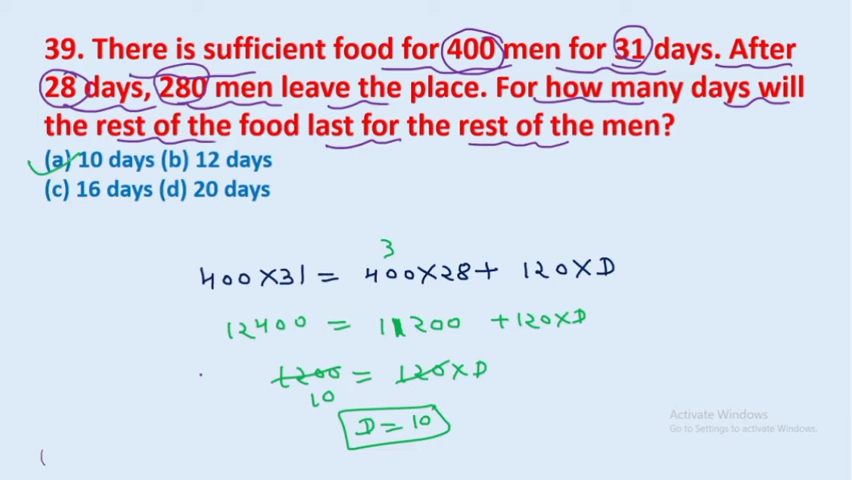 39. There is sufficient food for 400 men for 31 days. After
28 days, 280 men leave the place. For how many days will
the rest of the food last for the rest of the men?
(a) 10 days (b) 12 days
(c) 16 days (d) 20 days
3
400×31 = 400×28+ 120×D
12400 = 11200 +120×D
1200 = 120×D
10
D = 10
Activate Windows
Go to Settings to activate Windows.